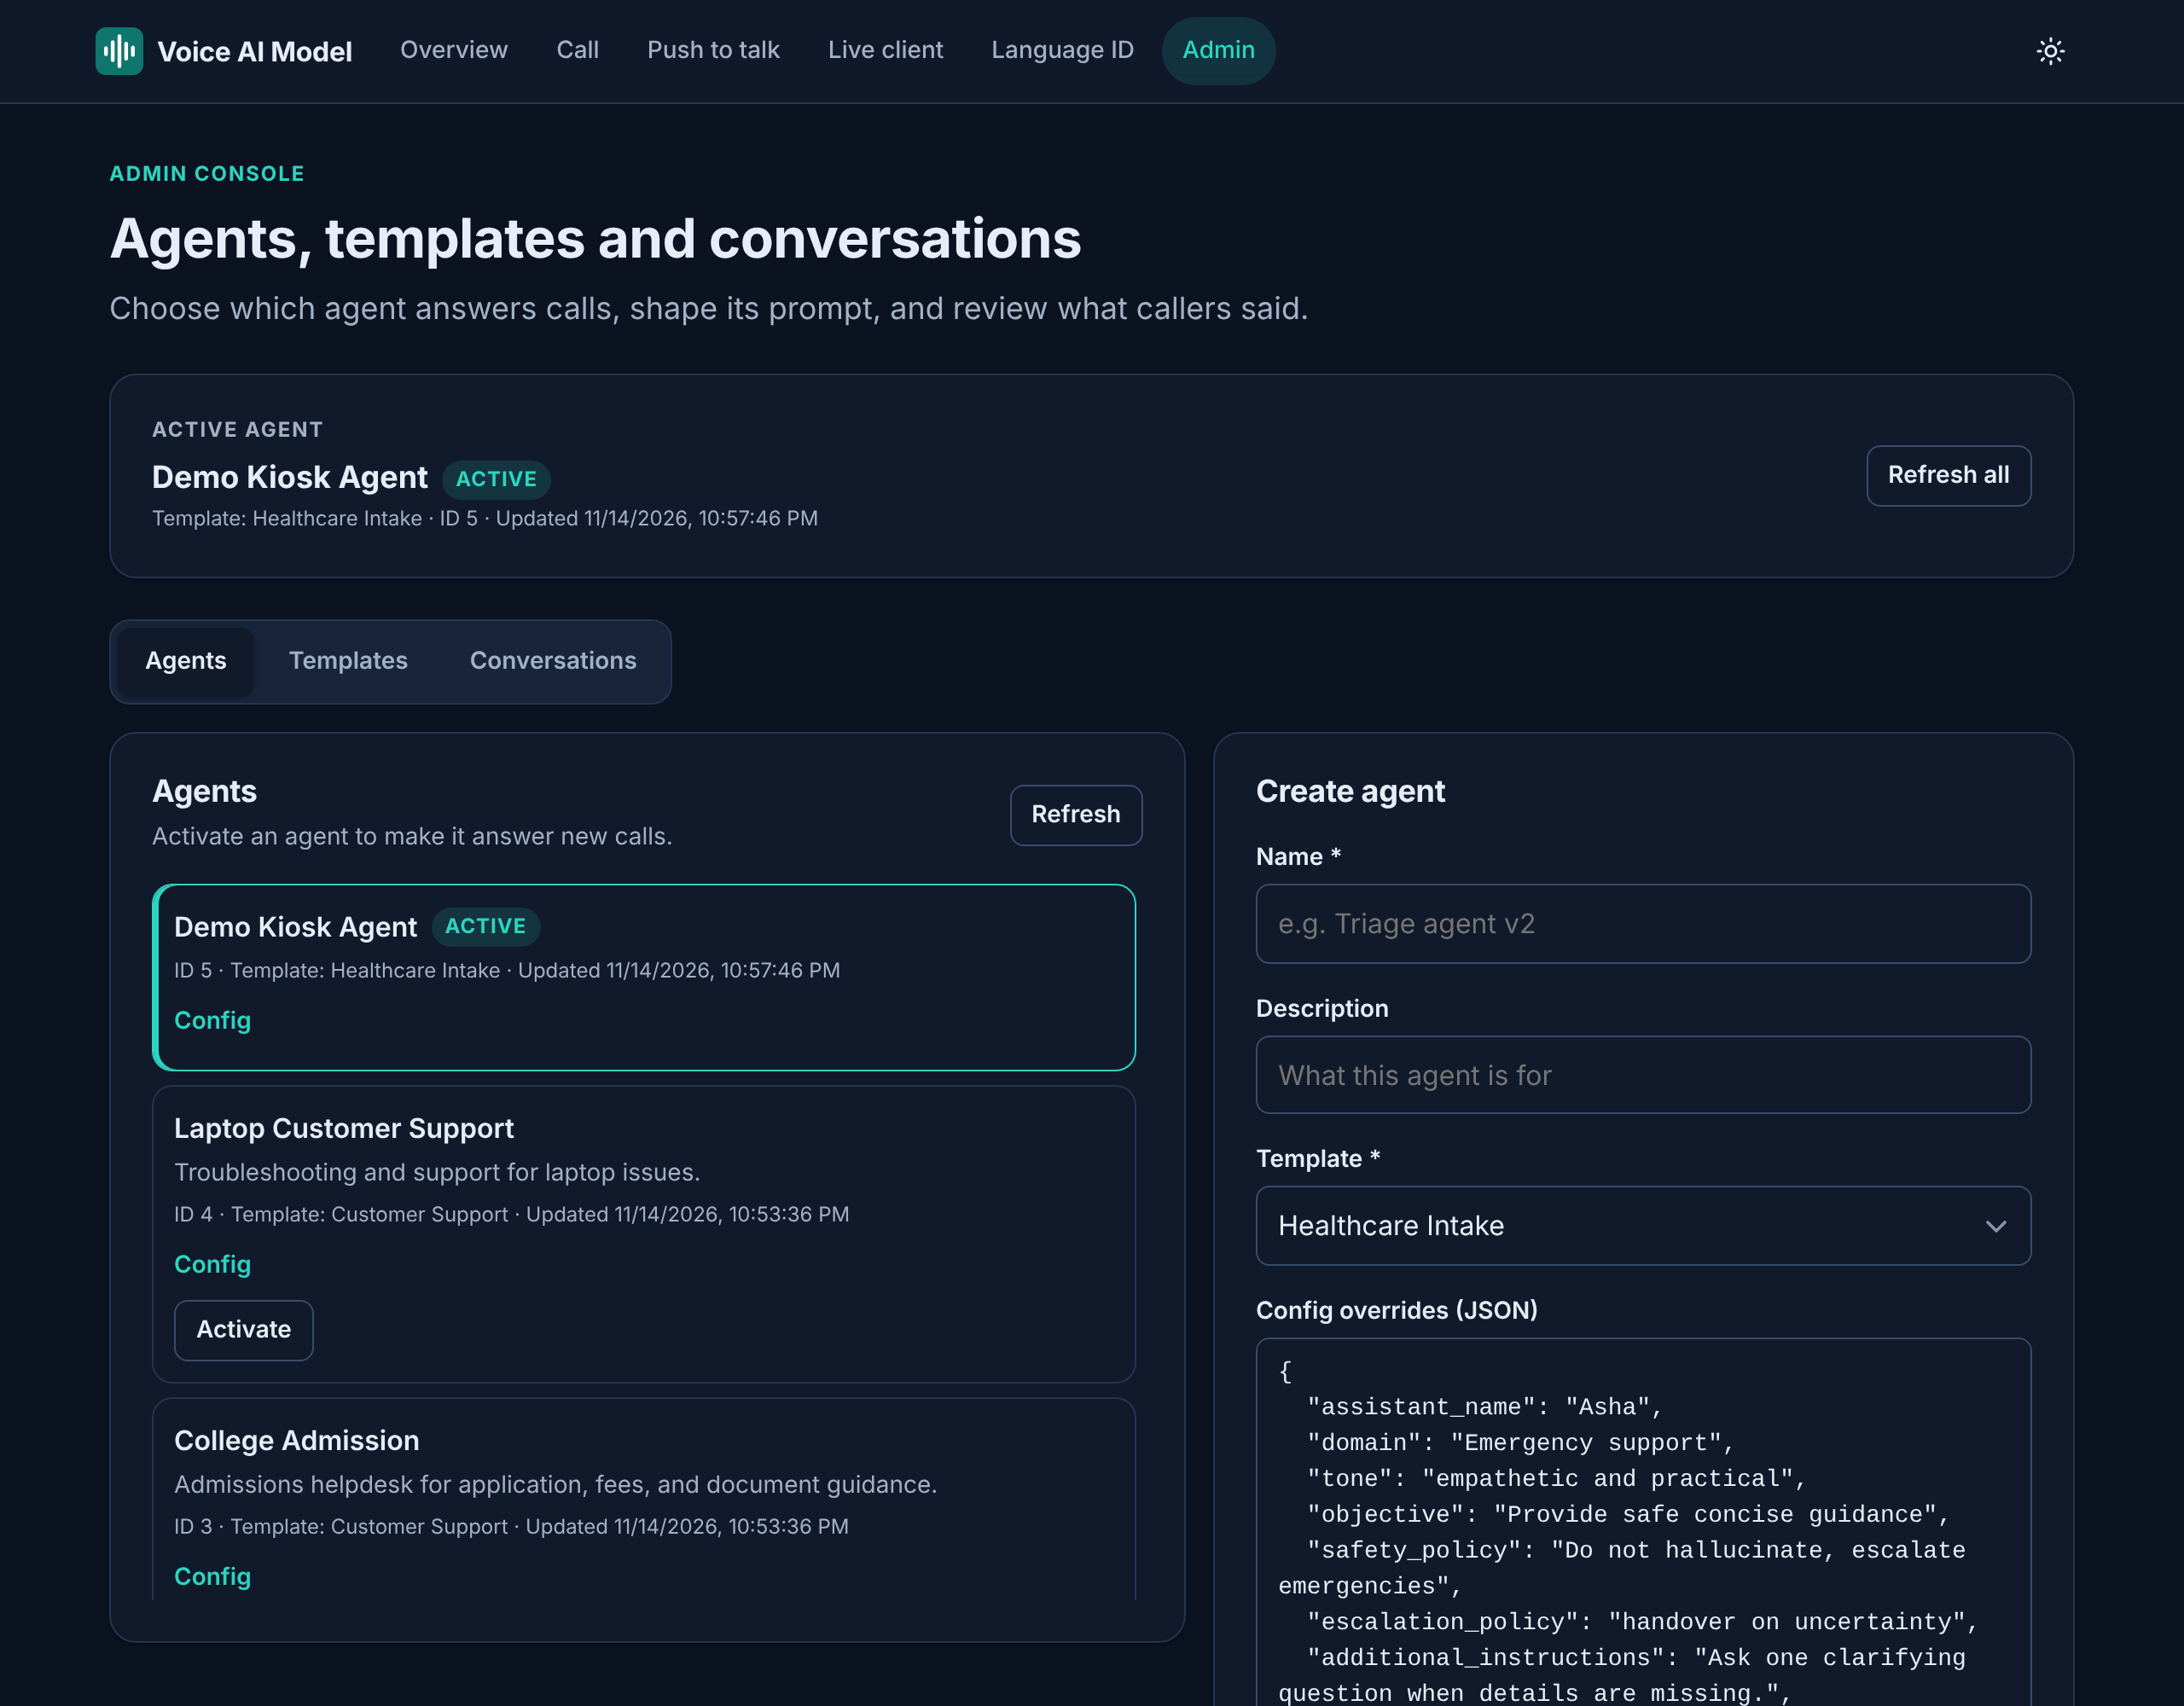 Voice AI Model
Overview
Call
Push to talk
Live client
Language ID
Admin
ADMIN CONSOLE
Agents, templates and conversations
Choose which agent answers calls, shape its prompt, and review what callers said.
ACTIVE AGENT
Demo Kiosk Agent ACTIVE
Template: Healthcare Intake · ID 5 · Updated 11/14/2026, 10:57:46 PM
Refresh all
Agents
Templates
Conversations
Agents
Activate an agent to make it answer new calls.
Refresh
Demo Kiosk Agent ACTIVE
ID 5 · Template: Healthcare Intake · Updated 11/14/2026, 10:57:46 PM
Config
Laptop Customer Support
Troubleshooting and support for laptop issues.
ID 4 · Template: Customer Support · Updated 11/14/2026, 10:53:36 PM
Config
Activate
College Admission
Admissions helpdesk for application, fees, and document guidance.
ID 3 · Template: Customer Support · Updated 11/14/2026, 10:53:36 PM
Config
Create agent
Name *
e.g. Triage agent v2
Description
What this agent is for
Template *
Healthcare Intake
Config overrides (JSON)
{
"assistant_name": "Asha",
"domain": "Emergency support",
"tone": "empathetic and practical",
"objective": "Provide safe concise guidance",
"safety_policy": "Do not hallucinate, escalate
emergencies",
"escalation_policy": "handover on uncertainty",
"additional_instructions": "Ask one clarifying
question when details are missing.",